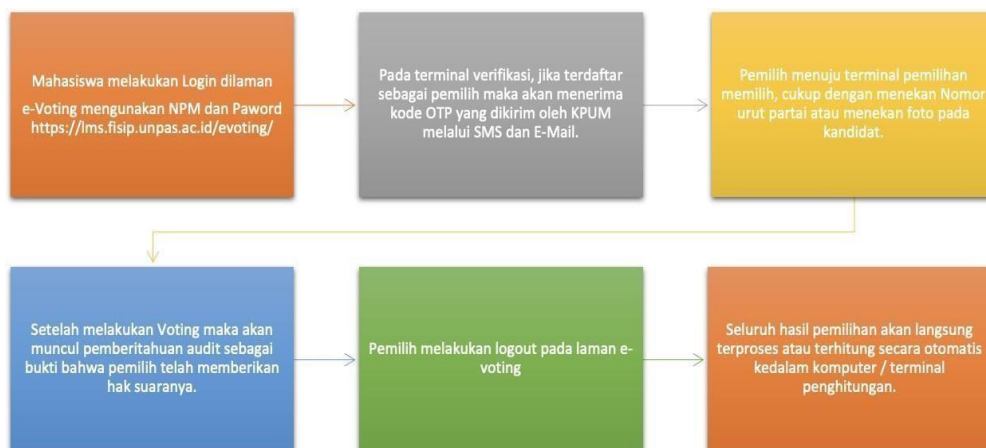 Mahasiswa melakukan Login dilaman
e-Voting mengunakan NPM dan Paword
https://lms.fisip.unpas.ac.id/evoting/
Pada terminal verifikasi, jika terdaftar
sebagai pemilih maka akan menerima
kode OTP yang dikirim oleh KPUM
melalui SMS dan E-Mail.
Pemilih menuju terminal pemilihan
memilih, cukup dengan menekan Nomor
urut partai atau menekan foto pada
kandidat.
Setelah melakukan Voting maka akan
muncul pemberitahuan audit sebagai
bukti bahwa pemilih telah memberikan
hak suaranya.
Pemilih melakukan logout pada laman e-
voting
Seluruh hasil pemilihan akan langsung
terproses atau terhitung secara otomatis
kedalam komputer / terminal
penghitungan.